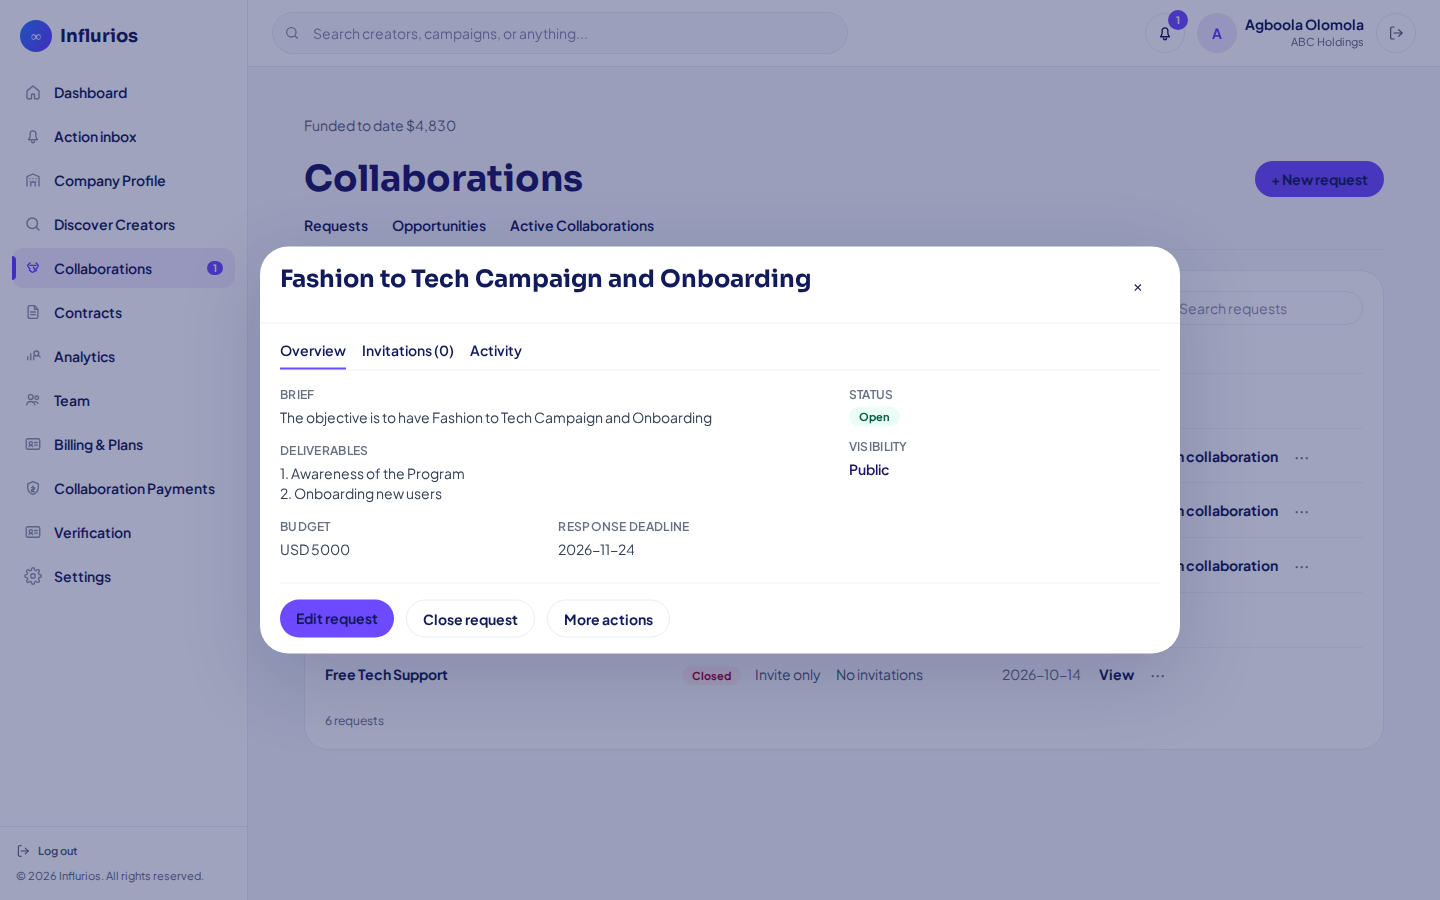 ∞ Influrios
Dashboard
Action inbox
Company Profile
Discover Creators
Collaborations 1
Contracts
Analytics
Team
Billing & Plans
Collaboration Payments
Verification
Settings
Log out
© 2026 Influrios. All rights reserved.
Search creators, campaigns, or anything...
1
A
Agboola Olomola
ABC Holdings
Funded to date $4,830
Collaborations
+ New request
Requests Opportunities Active Collaborations
Search requests
Fashion to Tech Campaign and Onboarding
×
Overview Invitations (0) Activity
BRIEF
The objective is to have Fashion to Tech Campaign and Onboarding
DELIVERABLES
1. Awareness of the Program
2. Onboarding new users
BUDGET
USD 5000
RESPONSE DEADLINE
2026-11-24
STATUS
Open
VISIBILITY
Public
Edit request Close request More actions
collaboration ...
collaboration ...
collaboration ...
Free Tech Support Closed Invite only No invitations 2026-10-14 View ...
6 requests